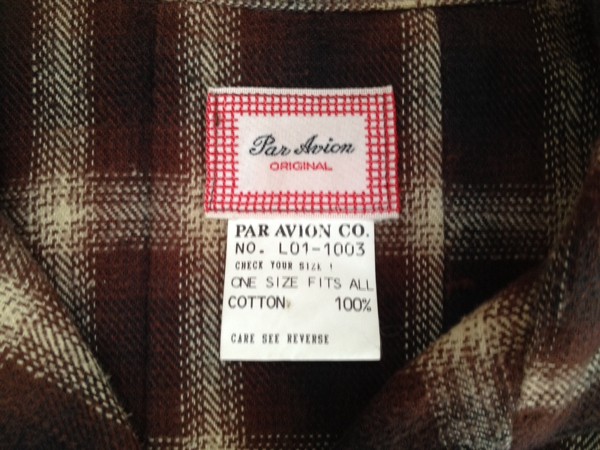 Par Avion
ORIGINAL
PAR AVION CO.
NO. L01-1003
CHECK YOUR SIZE !
ONE SIZE FITS ALL
COTTON 100%
CARE SEE REVERSE